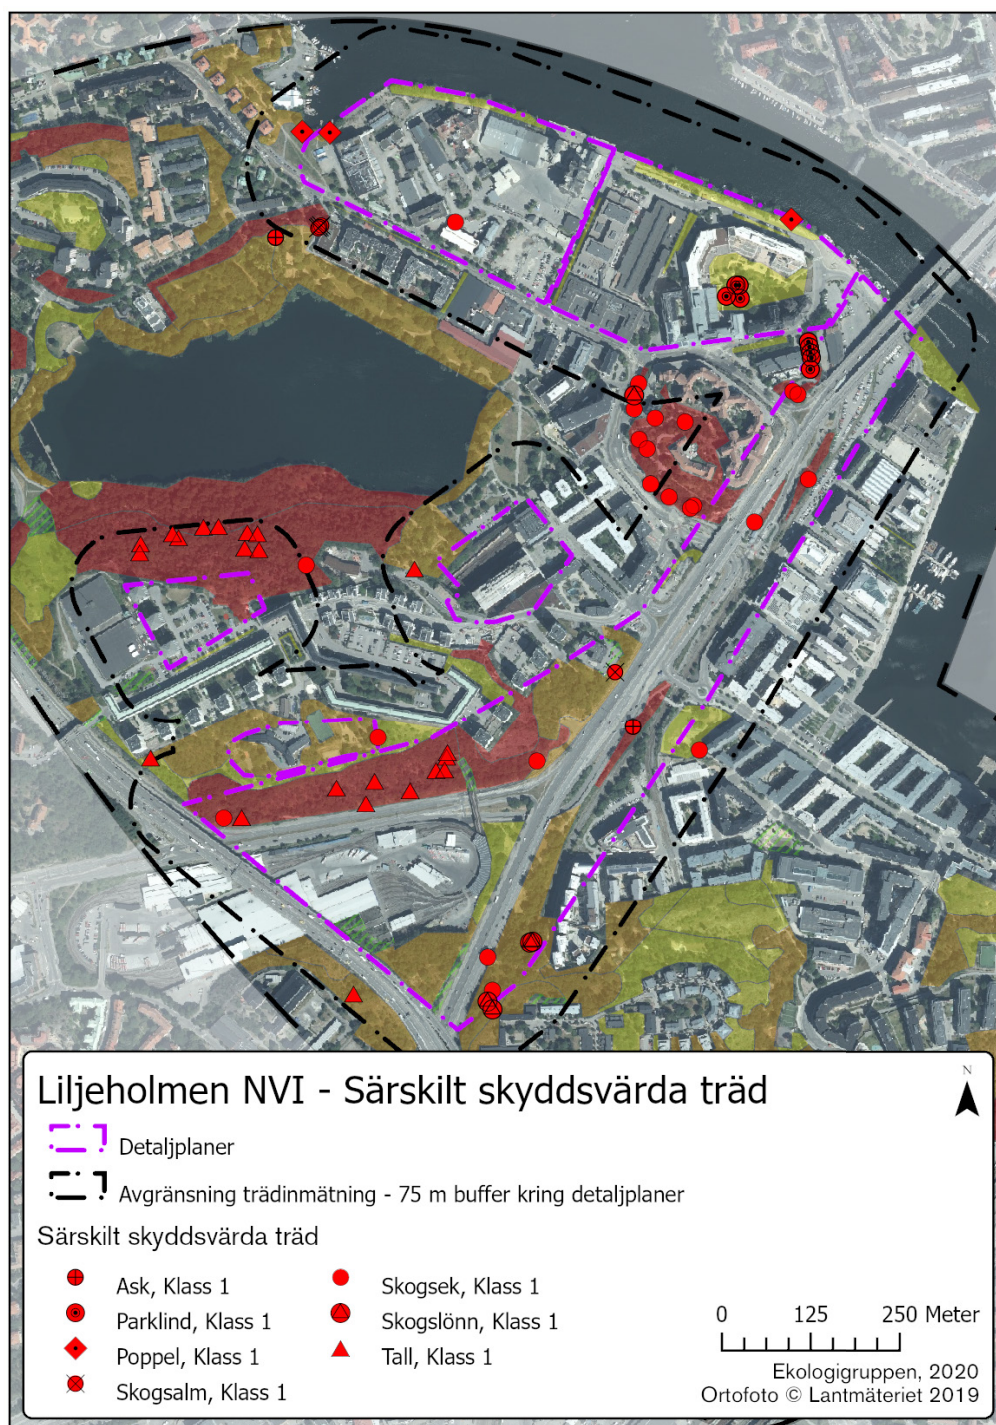 Liljeholmen NVI - Särskilt skyddsvärda träd
N
Detaljplaner
Avgränsning trädinmätning - 75 m buffer kring detaljplaner
Särskilt skyddsvärda träd
Ask, Klass 1
Parklind, Klass 1
Poppel, Klass 1
Skogsalm, Klass 1
Skogsek, Klass 1
Skogslönn, Klass 1
Tall, Klass 1
0 125 250 Meter
Ekologigruppen, 2020
Ortofoto © Lantmäteriet 2019